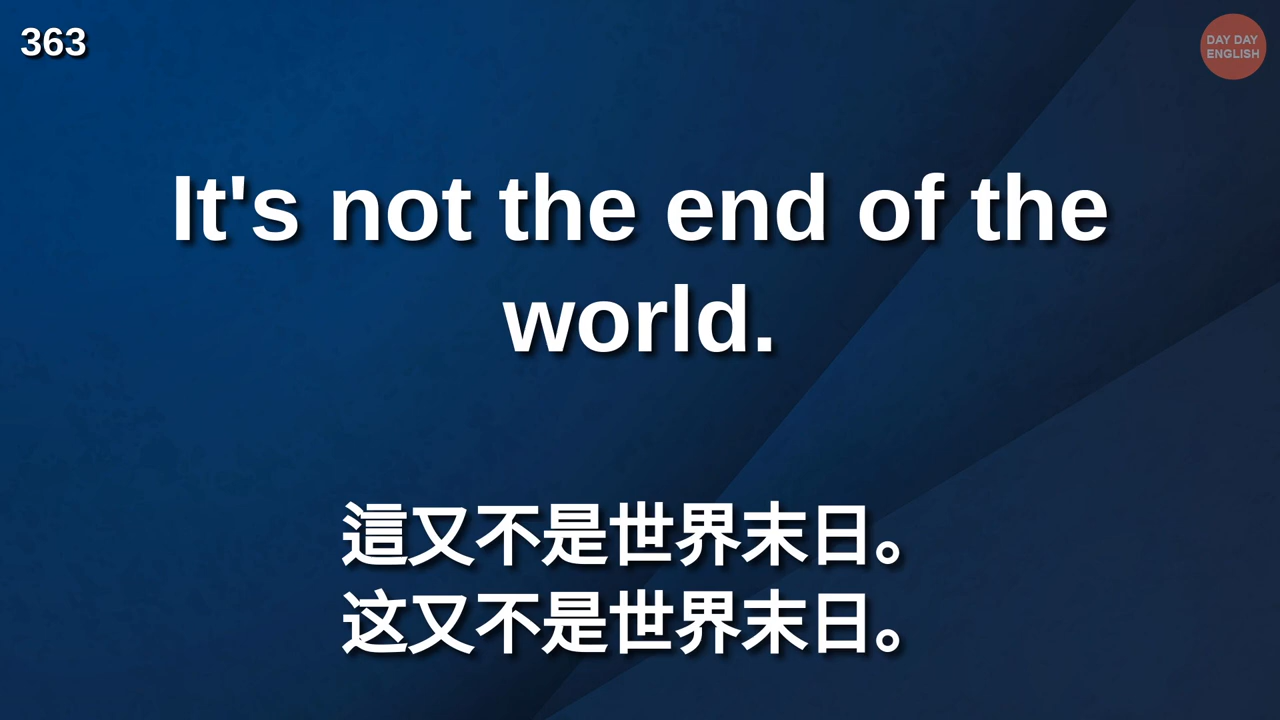 363
DAY DAY
ENGLISH
It's not the end of the
world.
這又不是世界末日。
这又不是世界末日。